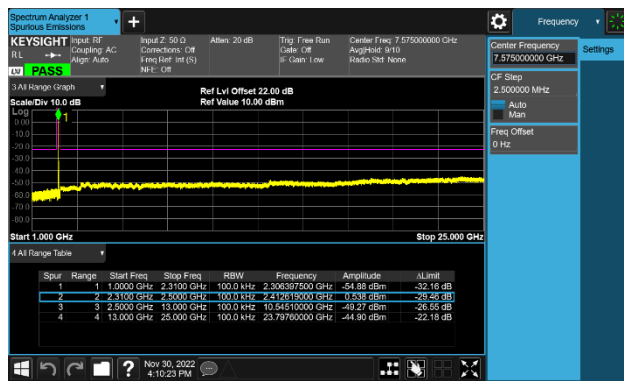 Spectrum Analyzer 1
Spurious Emissions
Frequency
KEYSIGHT Input: RF Input Z: 50 Ω Atten: 20 dB Trig: Free Run Center Freq: 7.575000000 GHz
RL Coupling: AC Corrections: Off Gate: Off Avg|Hold: 9/10
Align: Auto Freq Ref: Int (S) IF Gain: Low Radio Std: None
NFE: Off
LXI PASS
Center Frequency
7.575000000 GHz
Settings
CF Step
2.500000 MHz
Auto
Man
Freq Offset
0 Hz
3 All Range Graph
Ref Lvl Offset 22.00 dB
Scale/Div 10.0 dB Ref Value 10.00 dBm
Log
1
0.00
-10.0
-20.0
-30.0
-40.0
-50.0
-60.0
-70.0
-80.0
Start 1.000 GHz Stop 25.000 GHz
4 All Range Table
Spur Range Start Freq Stop Freq RBW Frequency Amplitude ΔLimit
1 1 1.0000 GHz 2.3100 GHz 100.0 kHz 2.306397500 GHz -54.88 dBm -32.16 dB
2 2 2.3100 GHz 2.5000 GHz 100.0 kHz 2.412619000 GHz 0.538 dBm -29.46 dB
3 3 2.5000 GHz 13.000 GHz 100.0 kHz 10.54510000 GHz -49.27 dBm -26.55 dB
4 4 13.000 GHz 25.000 GHz 100.0 kHz 23.79760000 GHz -44.90 dBm -22.18 dB
?
Nov 30, 2022
4:10:23 PM